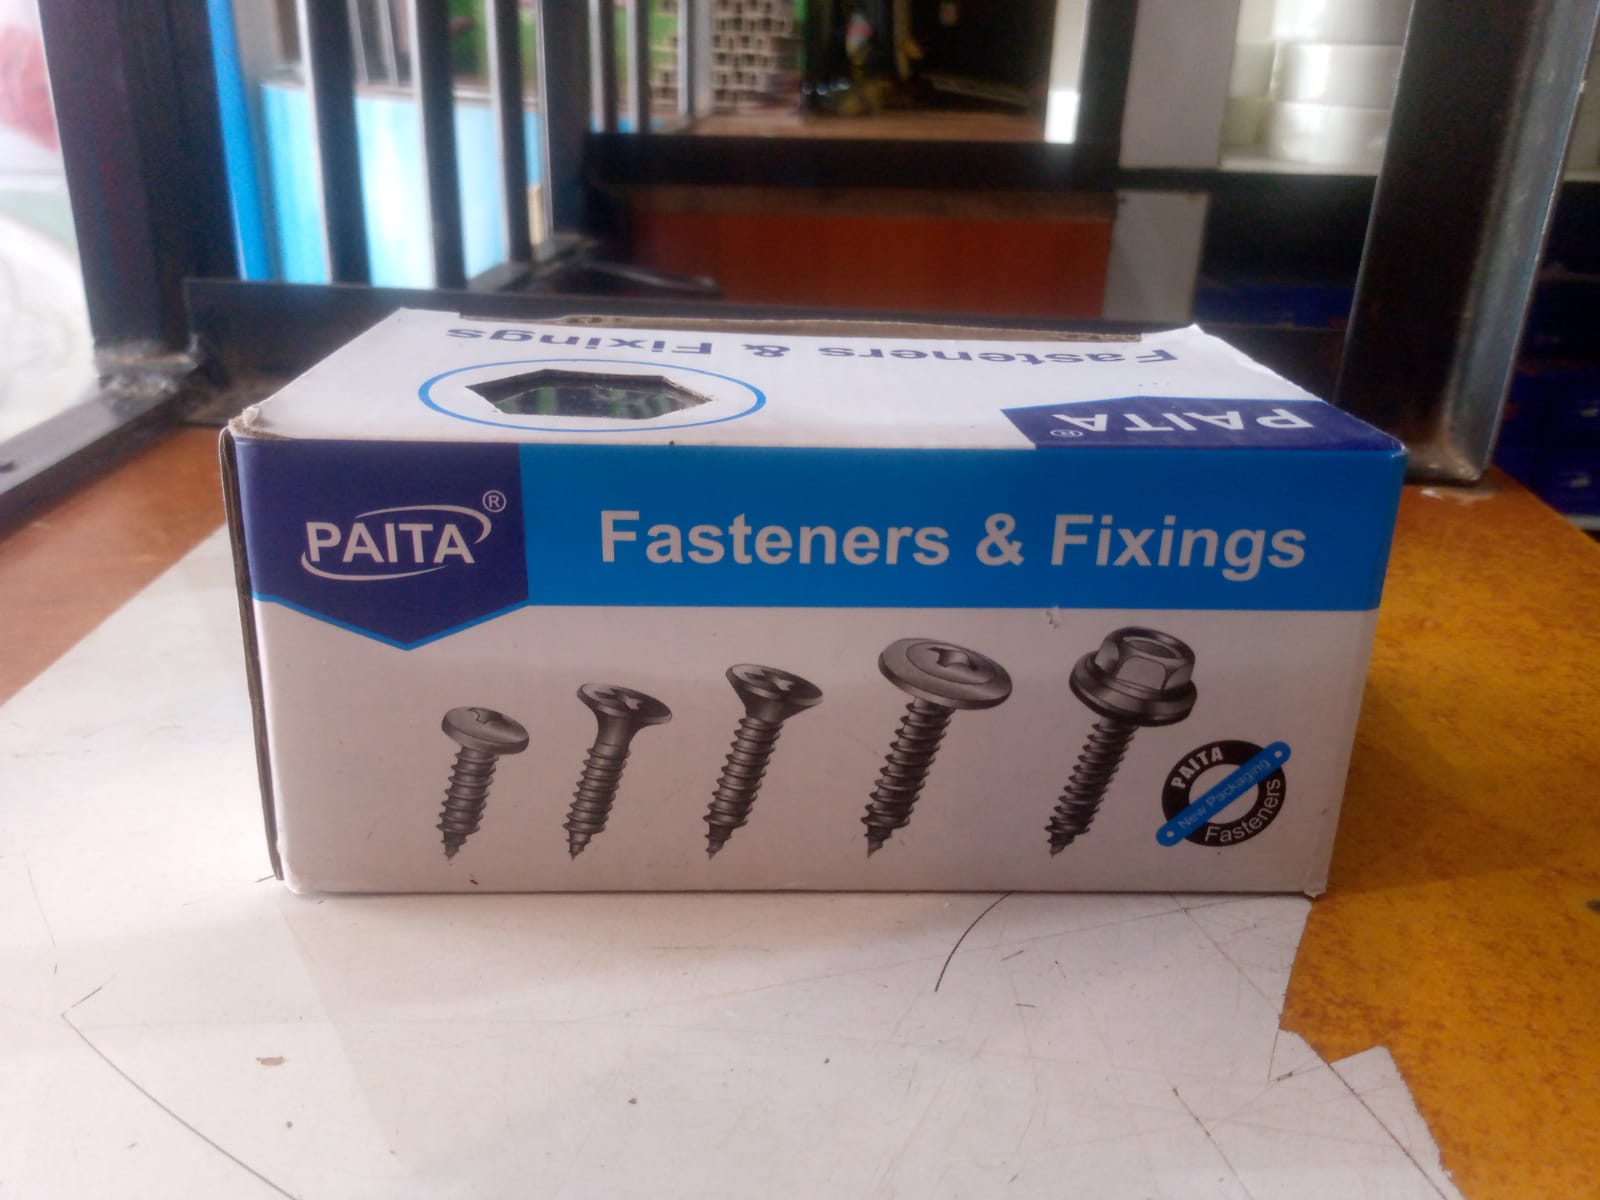 Fasteners & Fixings
PAITA®
PAITA®
Fasteners & Fixings
PAITA
New Packaging
Fasteners